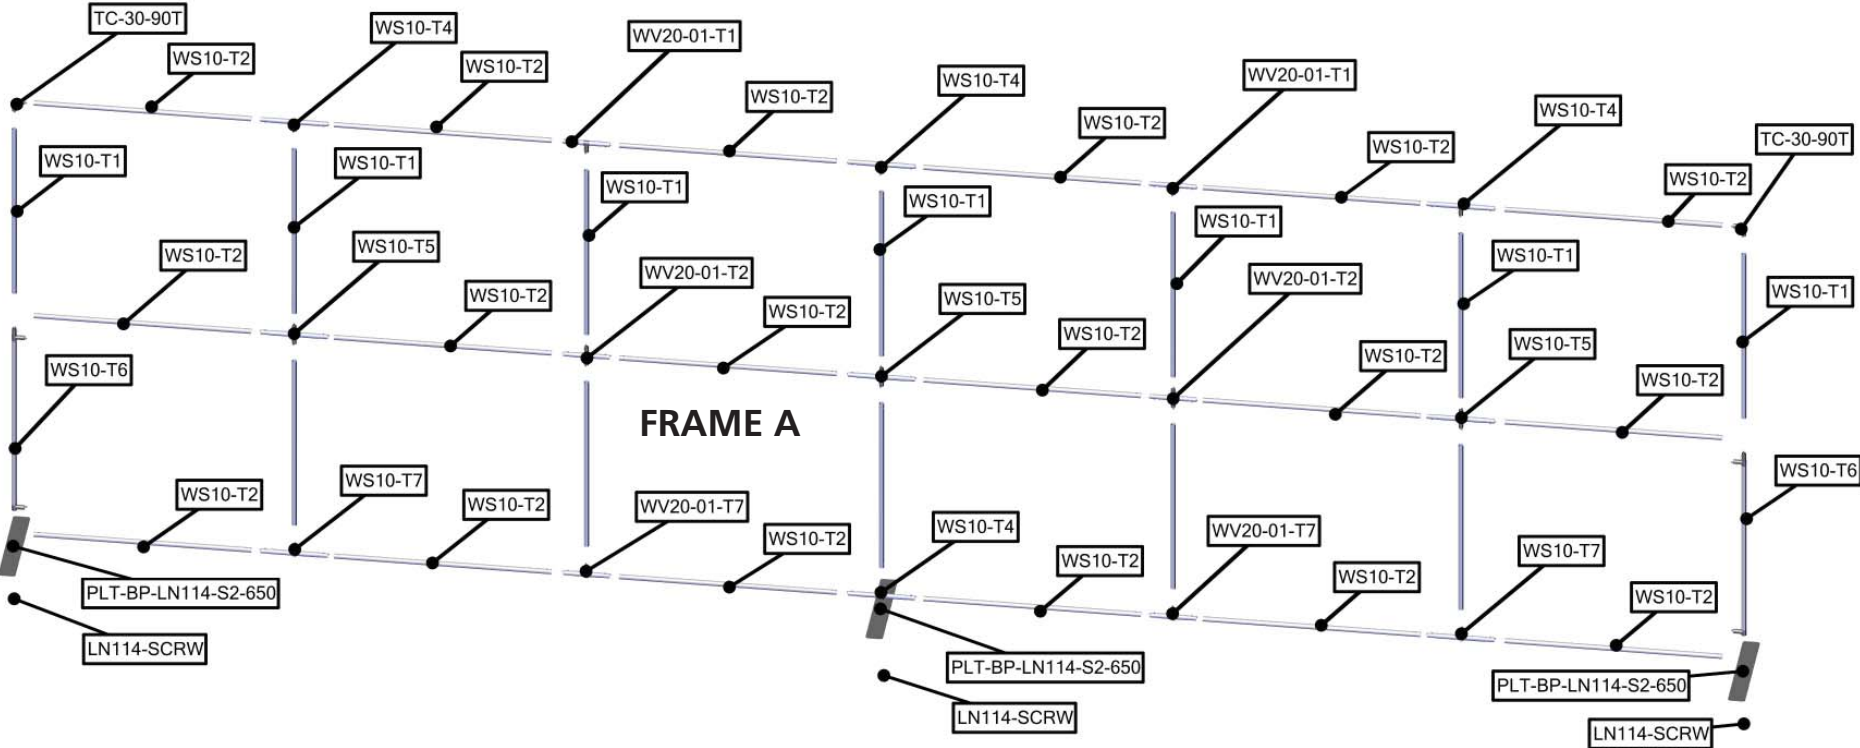 TC-30-90T
WS10-T2
WS10-T4
WS10-T2
WV20-01-T1
WS10-T2
WS10-T4
WS10-T2
WV20-01-T1
WS10-T2
WS10-T4
WS10-T2
TC-30-90T
WS10-T1
WS10-T1
WS10-T1
WS10-T1
WS10-T1
WS10-T1
WS10-T1
WS10-T2
WS10-T5
WS10-T2
WV20-01-T2
WS10-T2
WS10-T5
WS10-T2
WV20-01-T2
WS10-T2
WS10-T5
WS10-T2
WS10-T6
FRAME A
WS10-T6
WS10-T2
WS10-T7
WS10-T2
WV20-01-T7
WS10-T2
WS10-T4
WS10-T2
WV20-01-T7
WS10-T2
WS10-T7
WS10-T2
PLT-BP-LN114-S2-650
LN114-SCRW
PLT-BP-LN114-S2-650
LN114-SCRW
PLT-BP-LN114-S2-650
LN114-SCRW